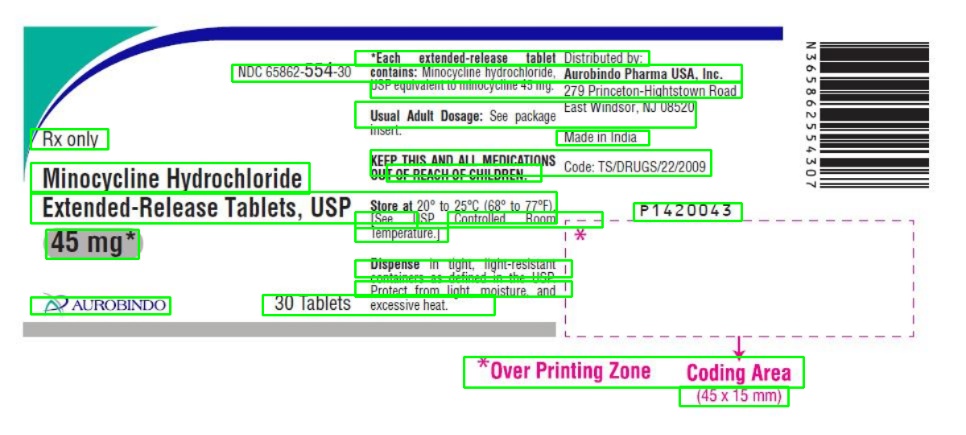 Rx only
Minocycline Hydrochloride
Extended-Release Tablets, USP
45 mg*
AUROBINDO
NDC 65862-554-30
30 Tablets
*Each extended-release tablet
contains: Minocycline hydrochloride,
USP equivalent to minocycline 45 mg.
Usual Adult Dosage: See package
insert.
KEEP THIS AND ALL MEDICATIONS
OUT OF REACH OF CHILDREN.
Store at 20° to 25°C (68° to 77°F).
[See USP Controlled Room
Temperature.]
Dispense in tight, light-resistant
containers as defined in the USP.
Protect from light, moisture, and
excessive heat.
Distributed by:
Aurobindo Pharma USA, Inc.
279 Princeton-Hightstown Road
East Windsor, NJ 08520
Made in India
Code: TS/DRUGS/22/2009
P1420043
*
N3 65862 55430 7
*Over Printing Zone
Coding Area
(45 x 15 mm)